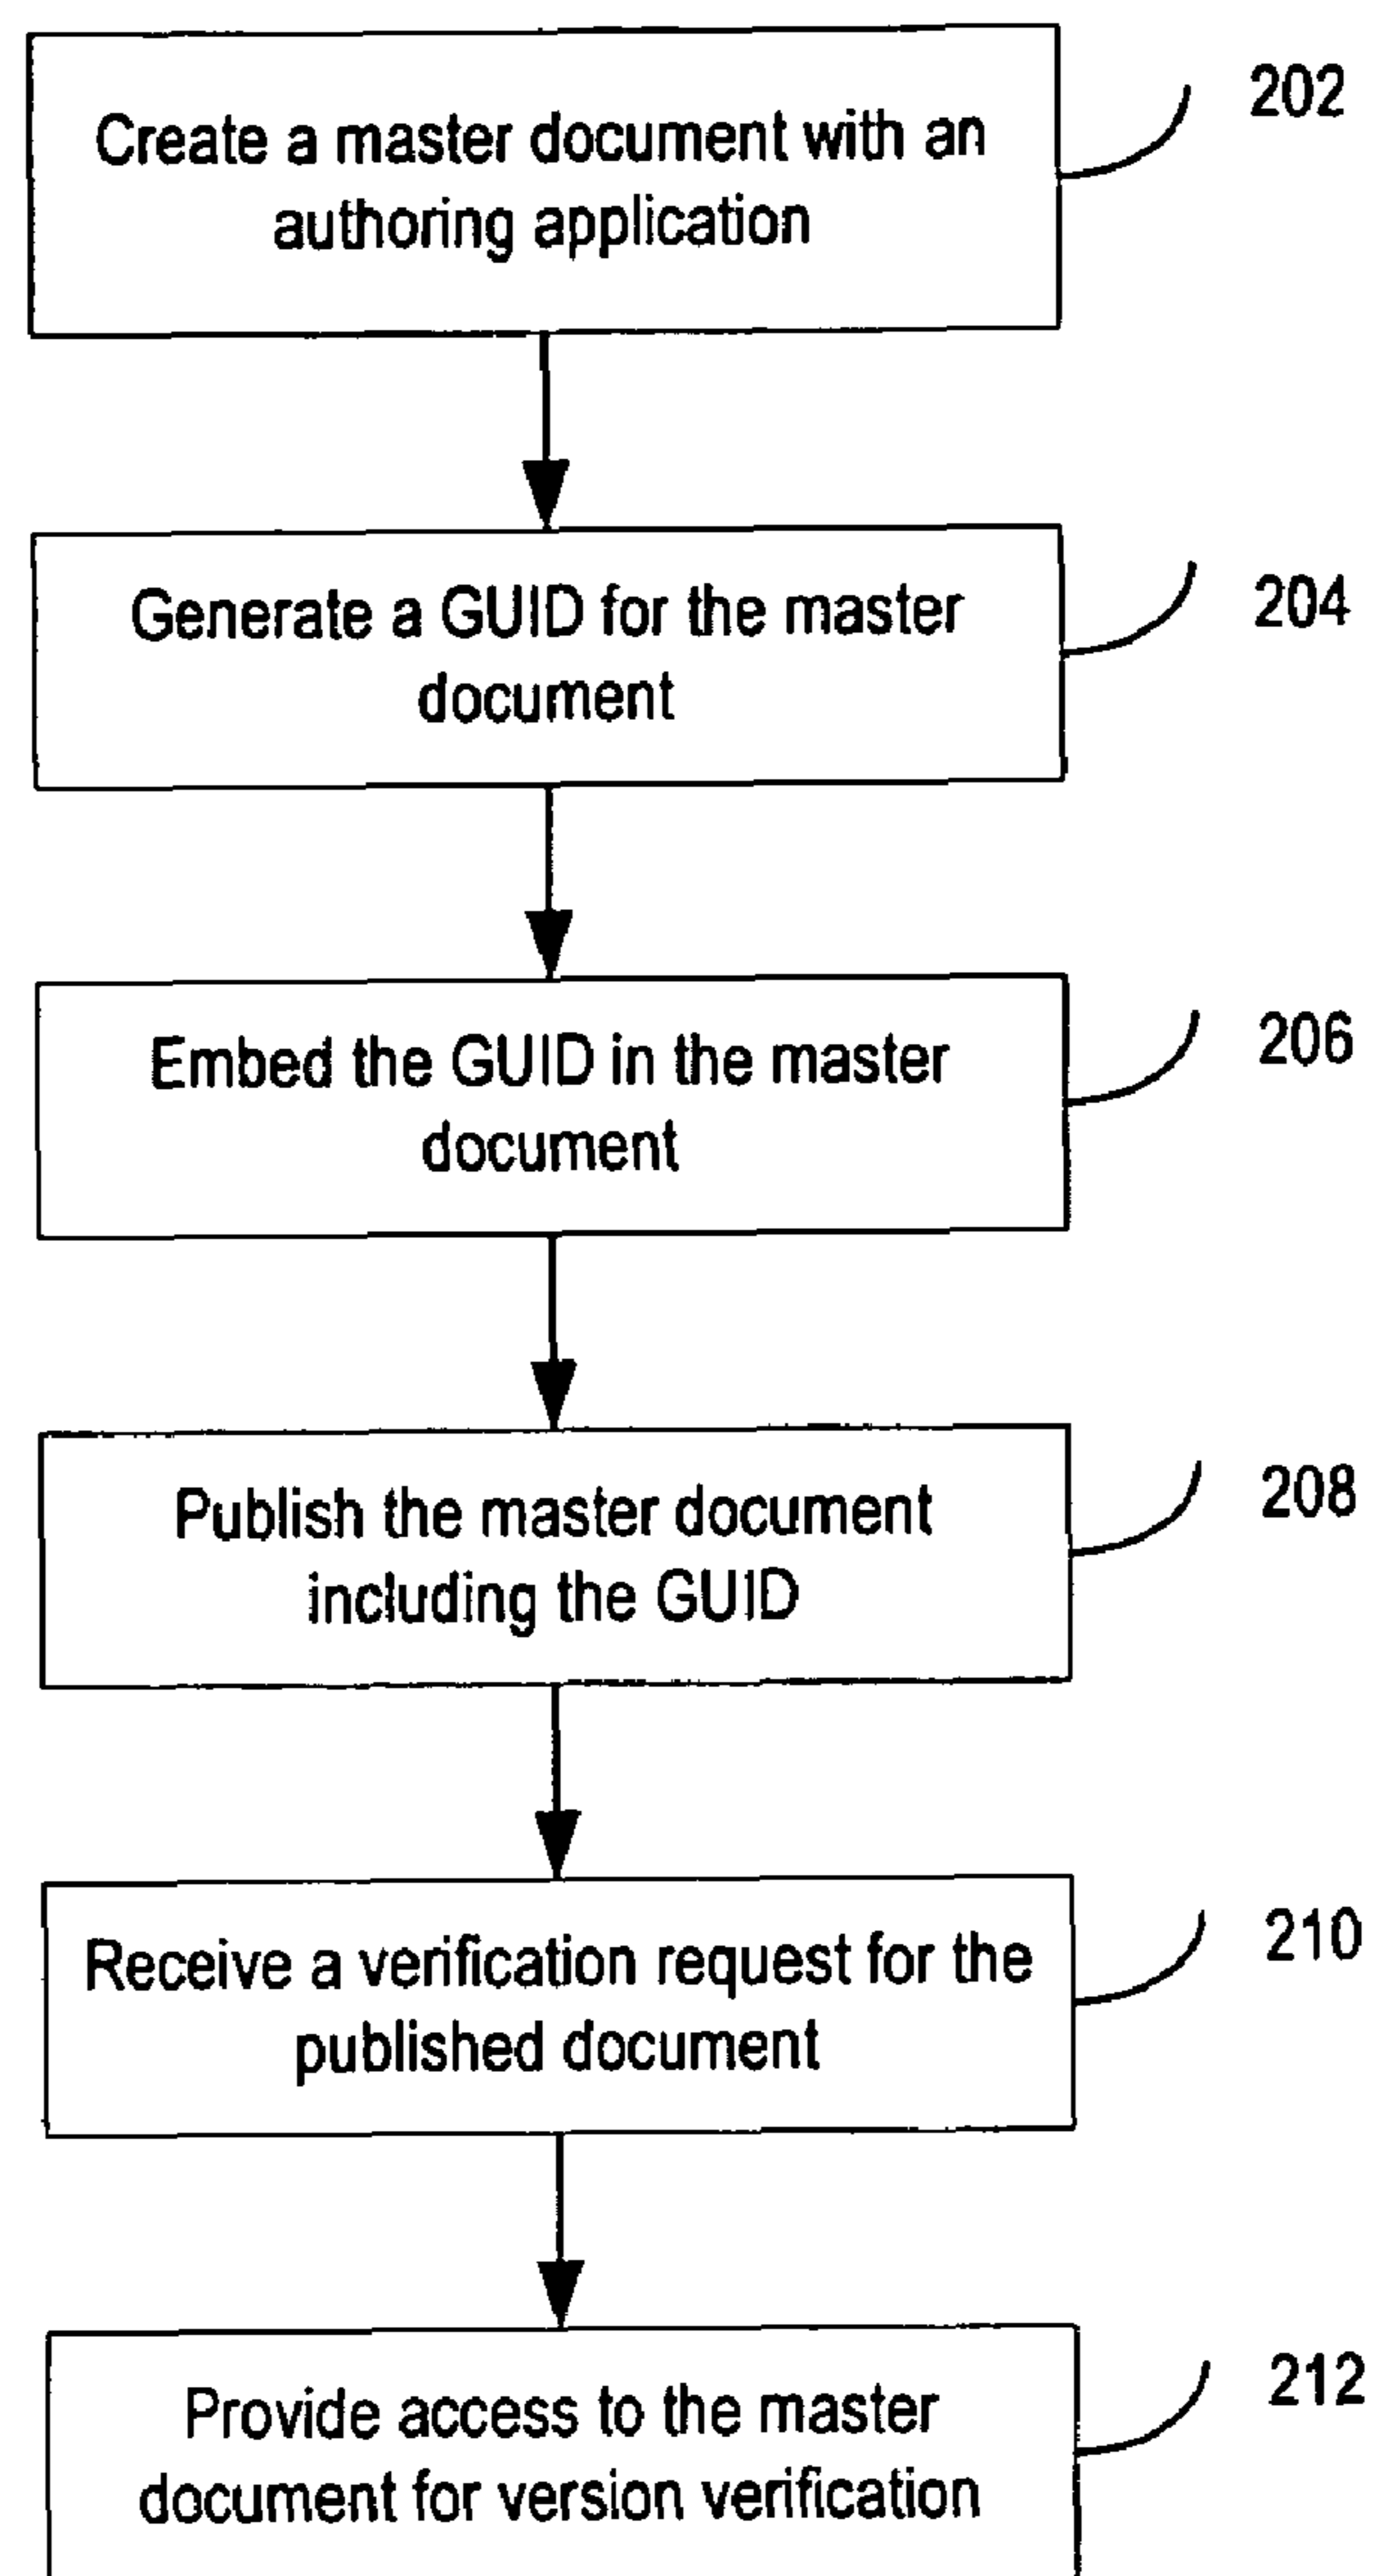 Create a master document with an
authoring application
202
Generate a GUID for the master
document
204
Embed the GUID in the master
document
206
Publish the master document
including the GUID
208
Receive a verification request for the
published document
210
Provide access to the master
document for version verification
212